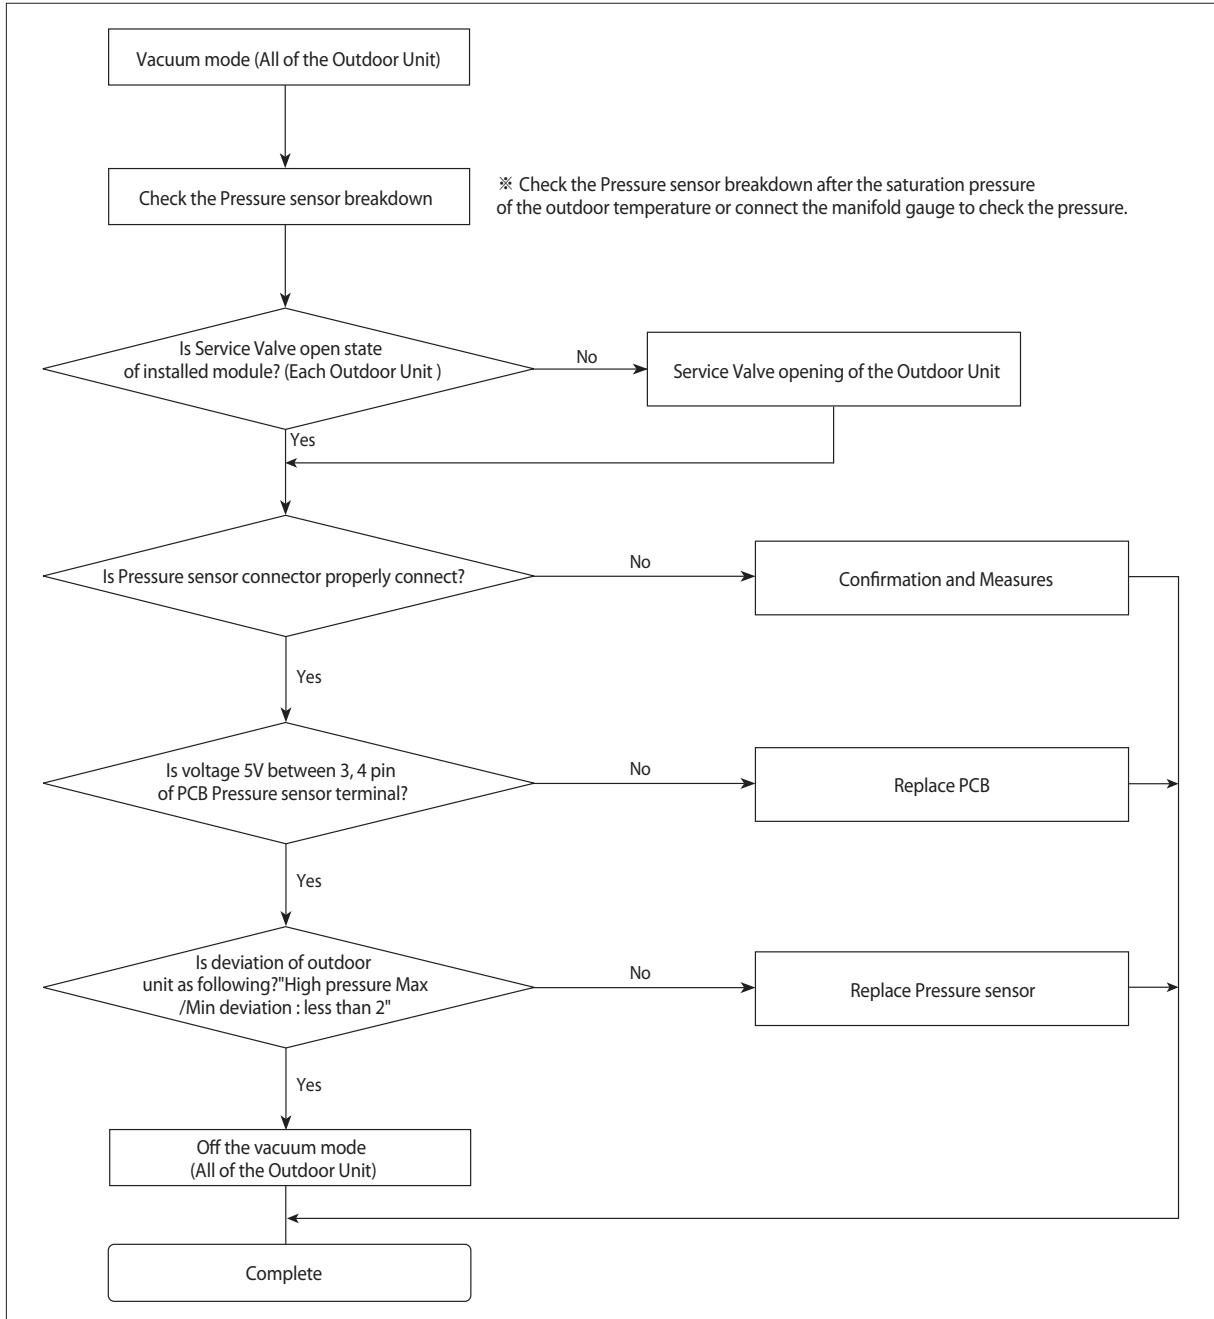 Vacuum mode (All of the Outdoor Unit)
Check the Pressure sensor breakdown
※ Check the Pressure sensor breakdown after the saturation pressure
of the outdoor temperature or connect the manifold gauge to check the pressure.
Is Service Valve open state
of installed module? (Each Outdoor Unit )
No
Service Valve opening of the Outdoor Unit
Yes
Is Pressure sensor connector properly connect?
No
Confirmation and Measures
Yes
Is voltage 5V between 3, 4 pin
of PCB Pressure sensor terminal?
No
Replace PCB
Yes
Is deviation of outdoor
unit as following?"High pressure Max
/Min deviation : less than 2"
No
Replace Pressure sensor
Yes
Off the vacuum mode
(All of the Outdoor Unit)
Complete